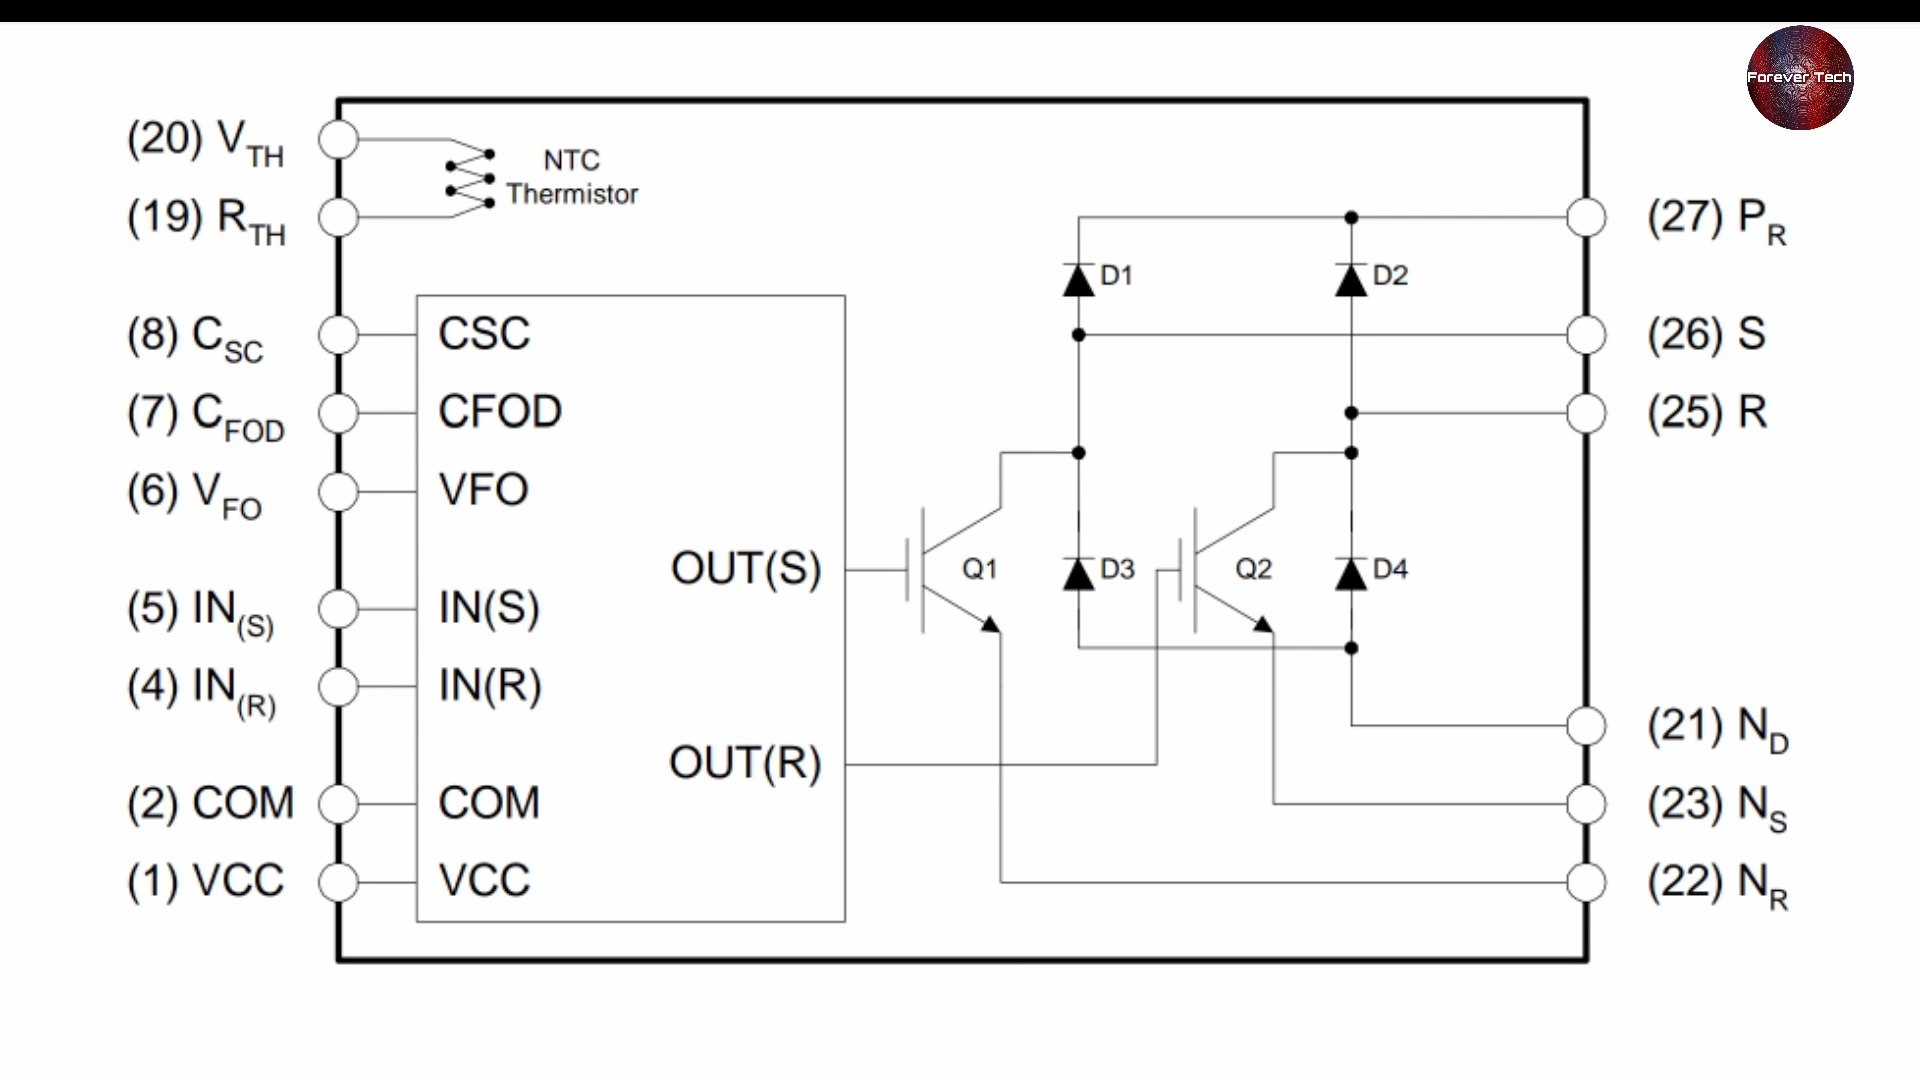 Forever Tech
(20) VTH
NTC
Thermistor
(19) RTH
(27) PR
D1
D2
(8) CSC
CSC
(26) S
(7) CFOD
CFOD
(25) R
(6) VFO
VFO
OUT(S)
Q1
D3
Q2
D4
(5) IN(S)
IN(S)
(4) IN(R)
IN(R)
(21) ND
OUT(R)
(2) COM
COM
(23) NS
(1) VCC
VCC
(22) NR